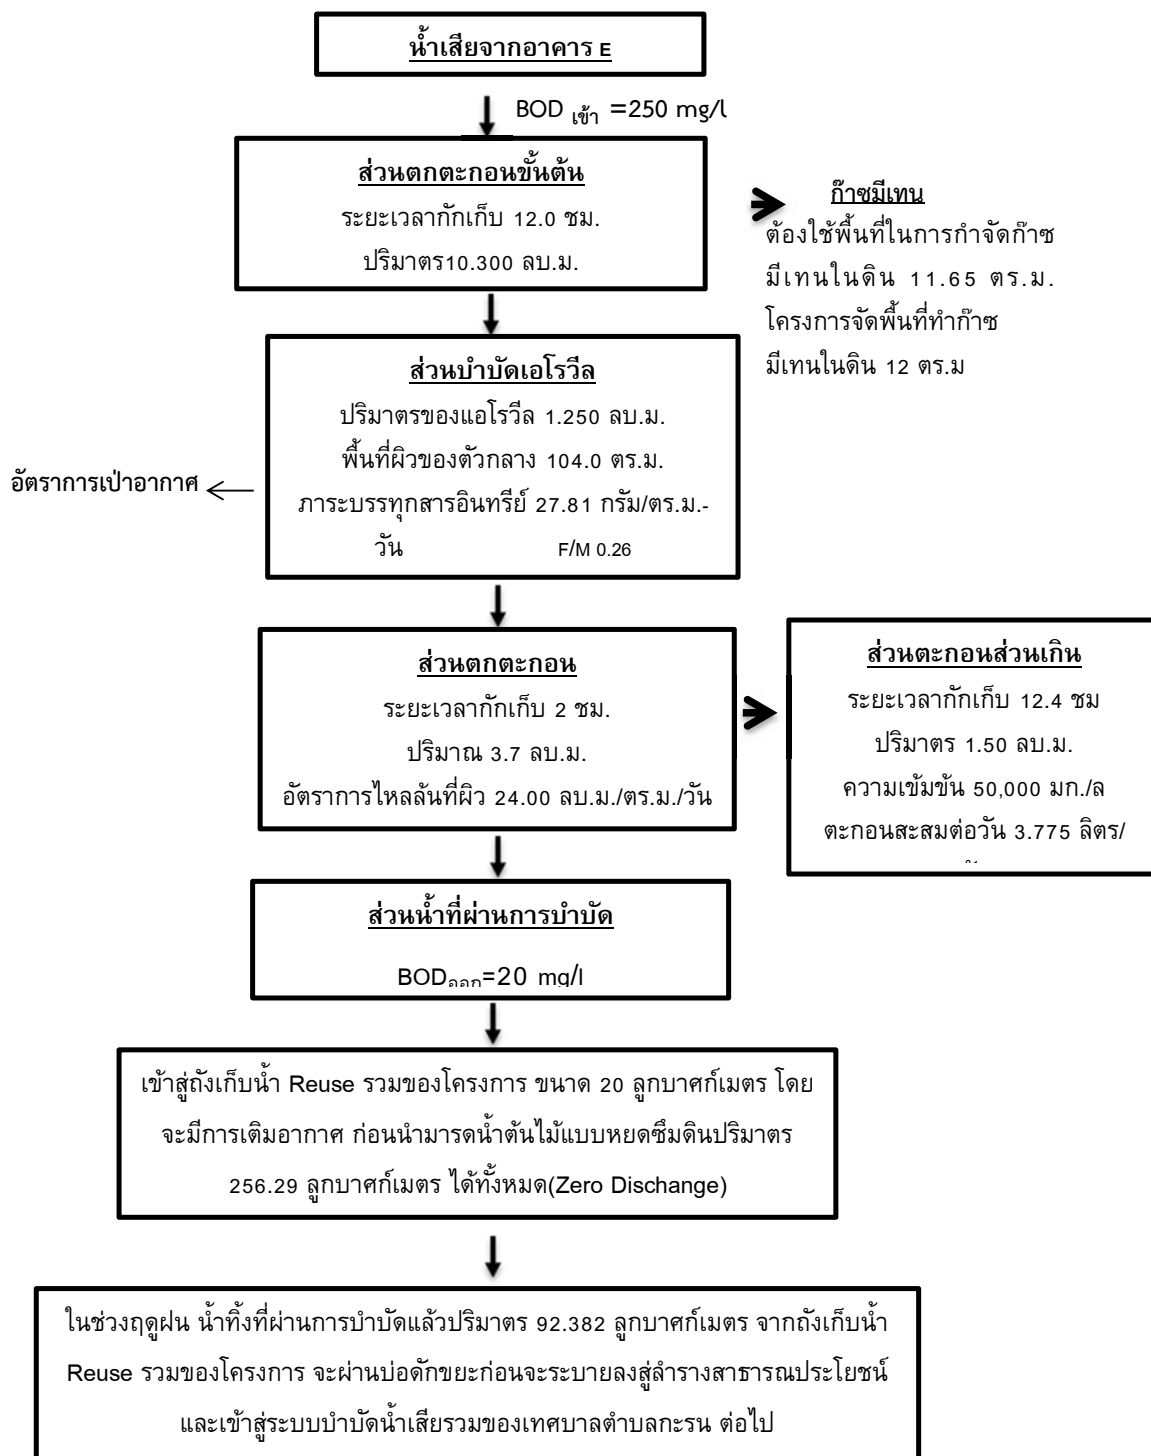 น้ำเสียจากอาคาร E
BOD เข้า =250 mg/l
ส่วนตกตะกอนขั้นต้น
ระยะเวลากักเก็บ 12.0 ชม.
ปริมาตร10.300 ลบ.ม.
ก๊าซมีเทน
ต้องใช้พื้นที่ในการกำจัดก๊าซ
มีเทนในดิน 11.65 ตร.ม.
โครงการจัดพื้นที่ทำก๊าซ
มีเทนในดิน 12 ตร.ม
ส่วนบำบัดเอโรวีล
ปริมาตรของแอโรวีล 1.250 ลบ.ม.
พื้นที่ผิวของตัวกลาง 104.0 ตร.ม.
ภาระบรรทุกสารอินทรีย์ 27.81 กรัม/ตร.ม.-
วัน F/M 0.26
อัตราการเป่าอากาศ
ส่วนตกตะกอน
ระยะเวลากักเก็บ 2 ชม.
ปริมาณ 3.7 ลบ.ม.
อัตราการไหลล้นที่ผิว 24.00 ลบ.ม./ตร.ม./วัน
ส่วนตะกอนส่วนเกิน
ระยะเวลากักเก็บ 12.4 ชม
ปริมาตร 1.50 ลบ.ม.
ความเข้มข้น 50,000 มก./ล
ตะกอนสะสมต่อวัน 3.775 ลิตร/
ส่วนน้ำที่ผ่านการบำบัด
BODออก=20 mg/l
เข้าสู่ถังเก็บน้ำ Reuse รวมของโครงการ ขนาด 20 ลูกบาศก์เมตร โดย
จะมีการเติมอากาศ ก่อนนำมารดน้ำต้นไม้แบบหยดซึมดินปริมาตร
256.29 ลูกบาศก์เมตร ได้ทั้งหมด(Zero Dischange)
ในช่วงฤดูฝน น้ำทิ้งที่ผ่านการบำบัดแล้วปริมาตร 92.382 ลูกบาศก์เมตร จากถังเก็บน้ำ
Reuse รวมของโครงการ จะผ่านบ่อดักขยะก่อนจะระบายลงสู่ลำรางสาธารณประโยชน์
และเข้าสู่ระบบบำบัดน้ำเสียรวมของเทศบาลตำบลกะรน ต่อไป